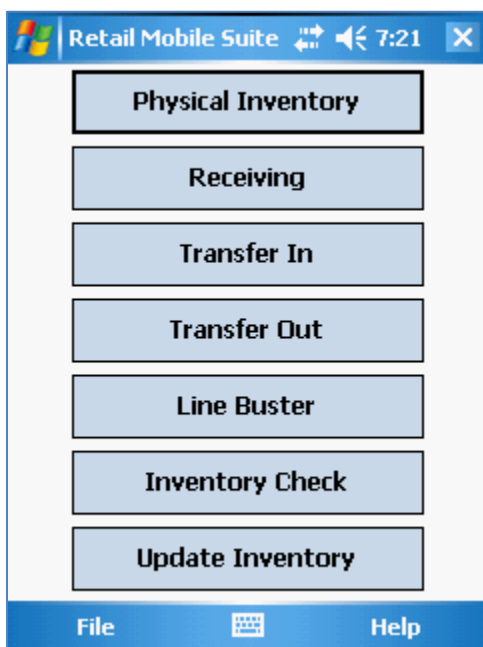 Retail Mobile Suite 7:21
Physical Inventory
Receiving
Transfer In
Transfer Out
Line Buster
Inventory Check
Update Inventory
File Help